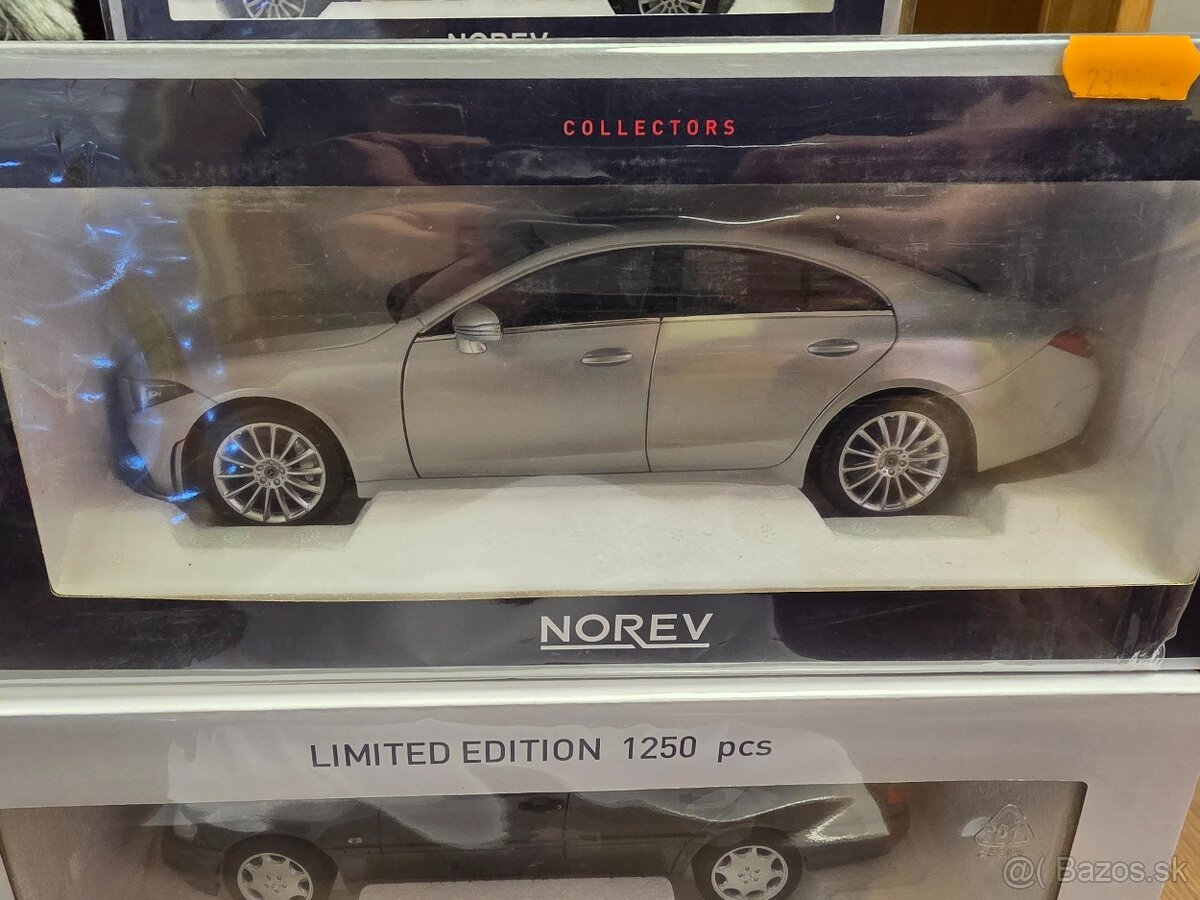 NOREV
COLLECTORS
NOREV
LIMITED EDITION 1250 pcs
@( Bazos.sk